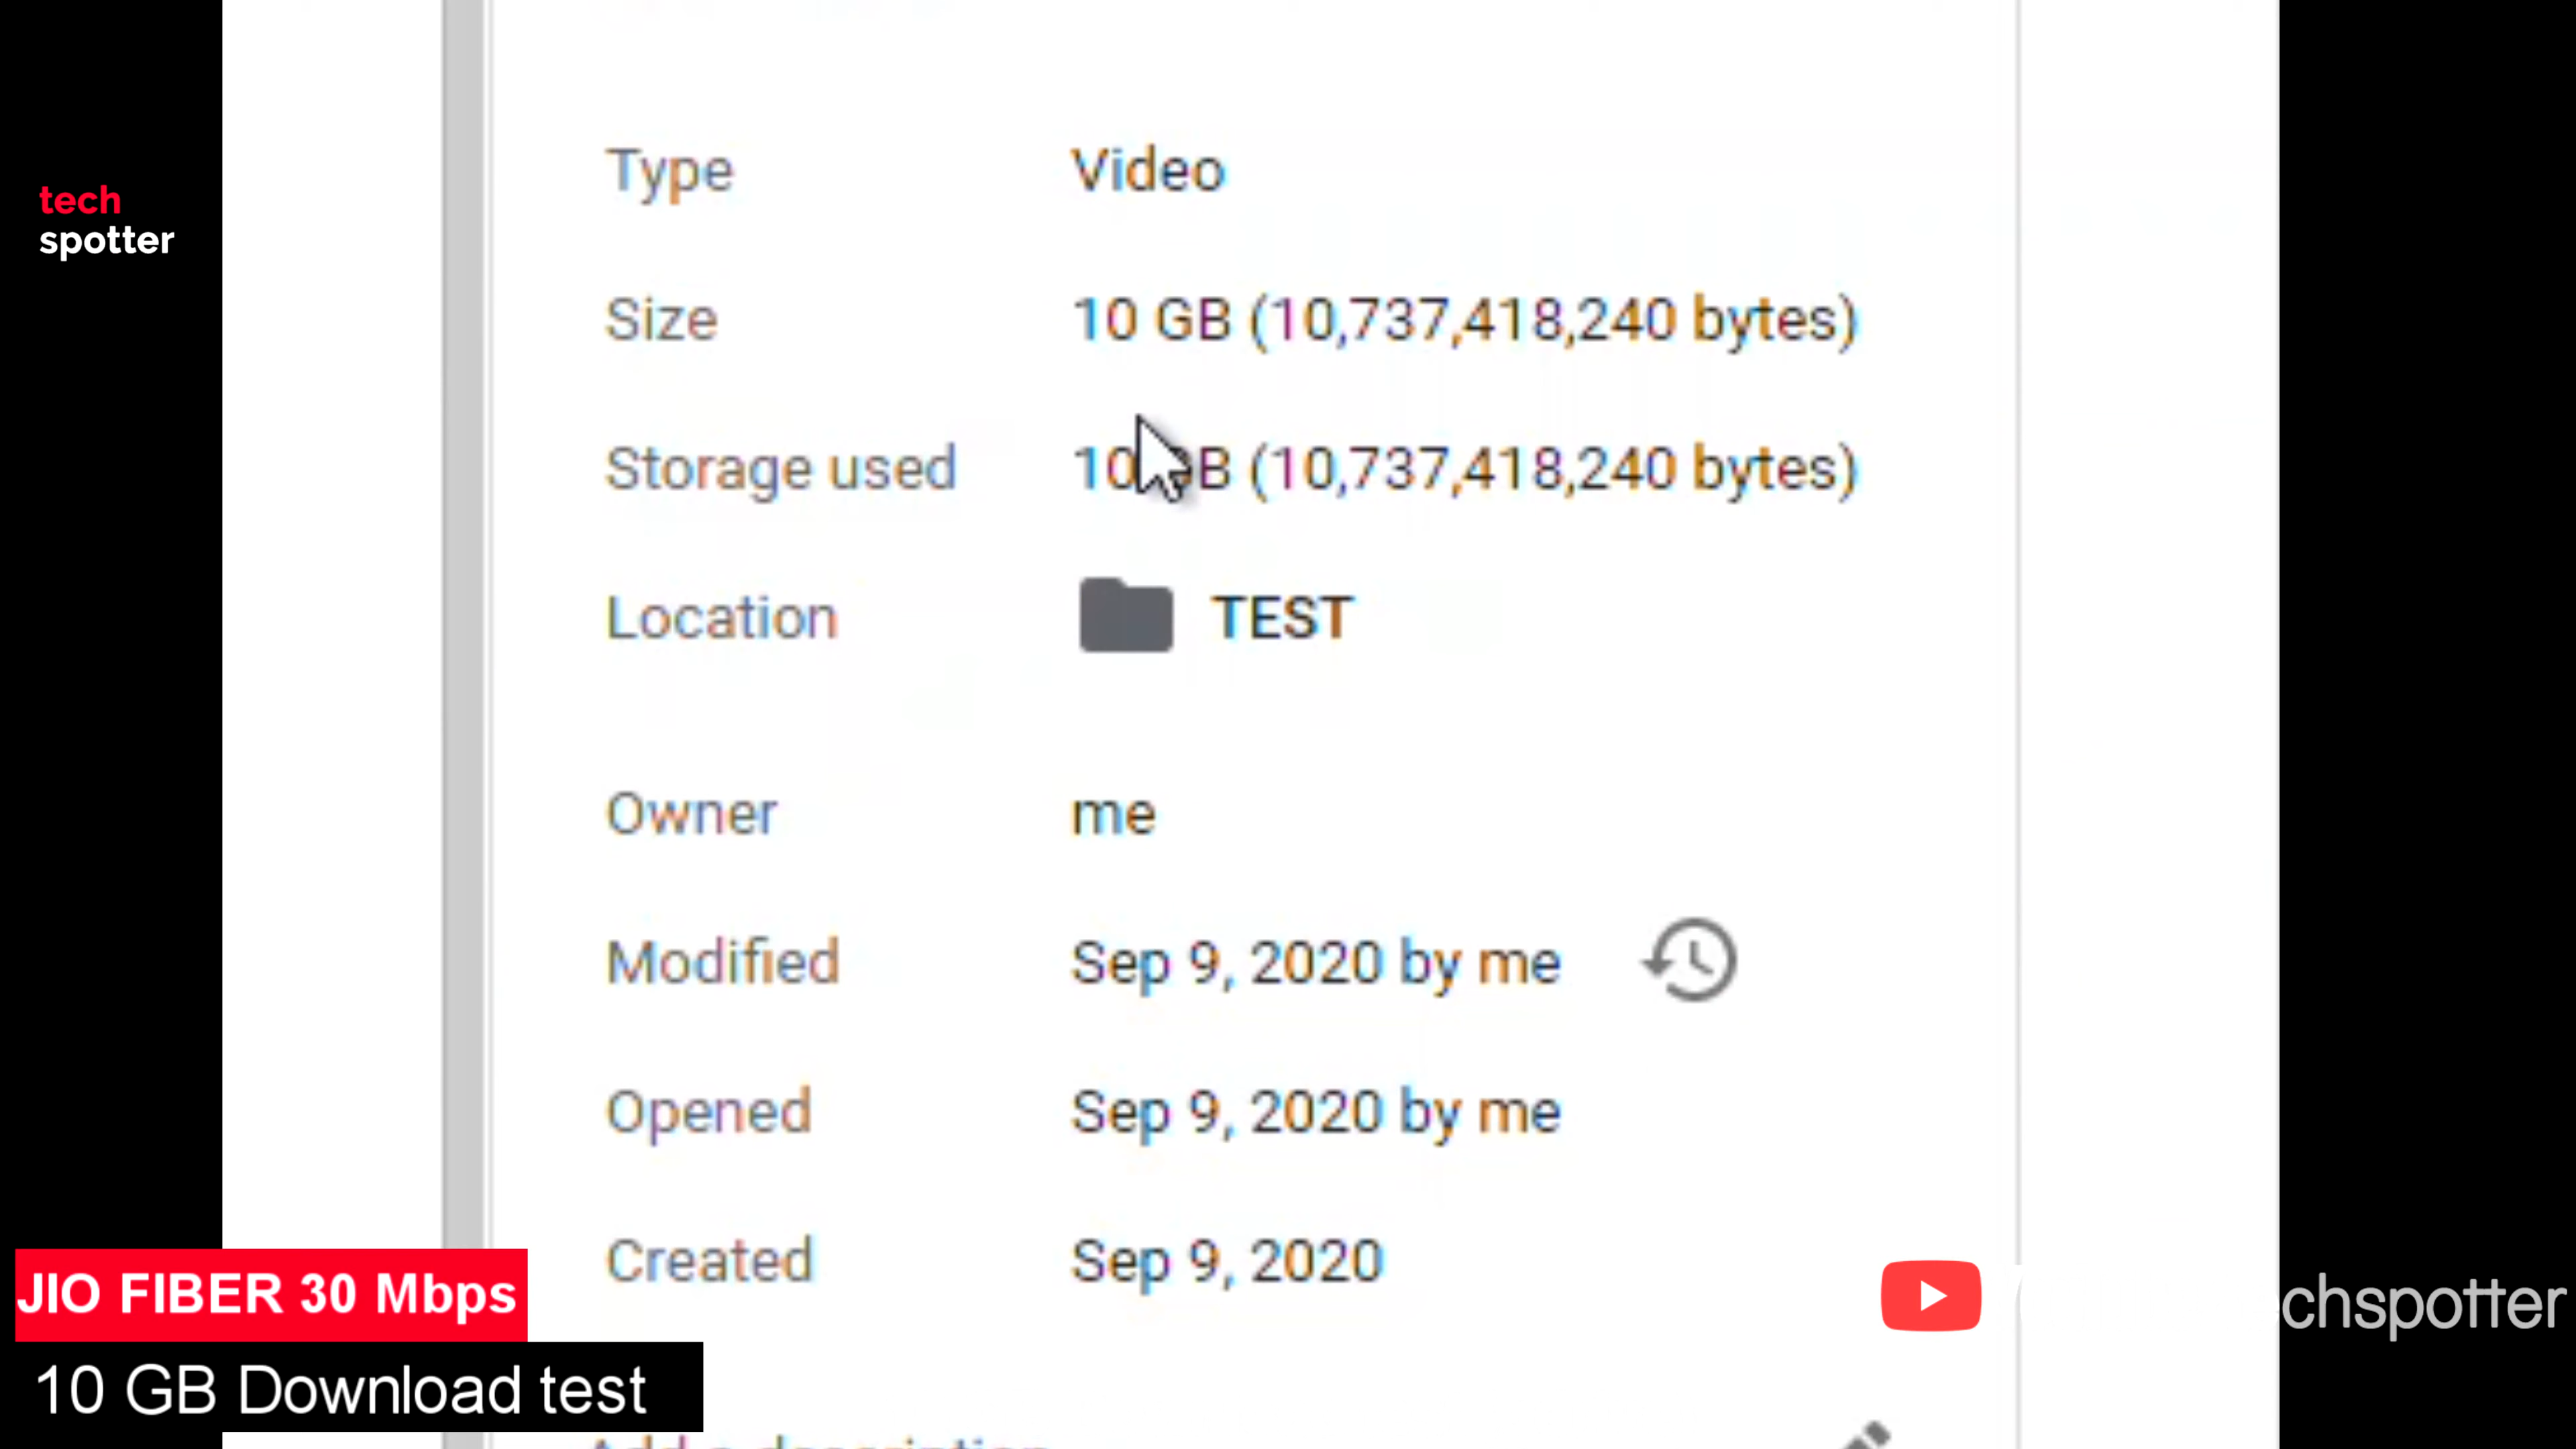 tech
spotter
Type Video
Size 10 GB (10,737,418,240 bytes)
Storage used 10 GB (10,737,418,240 bytes)
Location TEST
Owner me
Modified Sep 9, 2020 by me
Opened Sep 9, 2020 by me
Created Sep 9, 2020
JIO FIBER 30 Mbps
10 GB Download test
chspotter